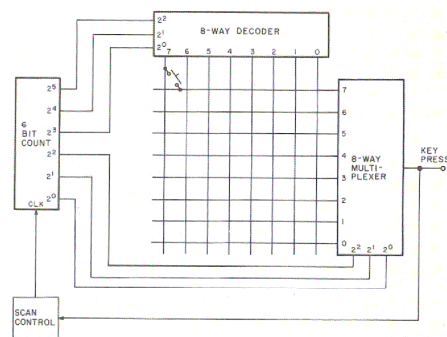 2²
2¹
2⁰
8-WAY DECODER
7 6 5 4 3 2 1 0
6
BIT
COUNT
2⁵
2⁴
2³
2²
2¹
2⁰
CLK
7
6
5
4
3
2
1
0
8-WAY
MULTI-
PLEXER
2² 2¹ 2⁰
KEY
PRESS
SCAN
CONTROL